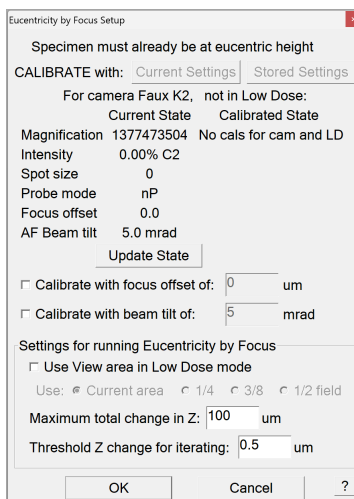 Eucentricity by Focus Setup
Specimen must already be at eucentric height
CALIBRATE with: Current Settings Stored Settings
For camera Faux K2, not in Low Dose:
Current State Calibrated State
Magnification 1377473504 No cals for cam and LD
Intensity 0.00% C2
Spot size 0
Probe mode nP
Focus offset 0.0
AF Beam tilt 5.0 mrad
Update State
Calibrate with focus offset of: 0 um
Calibrate with beam tilt of: 5 mrad
Settings for running Eucentricity by Focus
Use View area in Low Dose mode
Use: Current area 1/4 3/8 1/2 field
Maximum total change in Z: 100 um
Threshold Z change for iterating: 0.5 um
OK Cancel ?